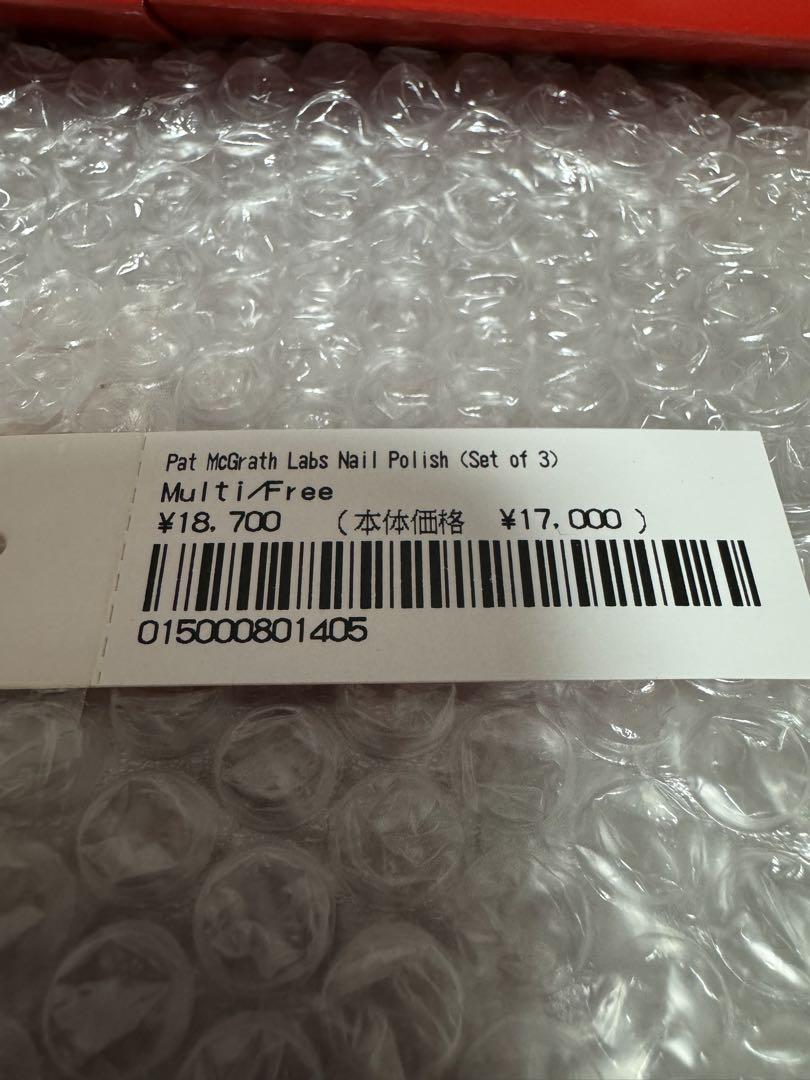 Pat McGrath Labs Nail Polish (Set of 3)
Multi/Free
¥18,700 (本体価格 ¥17,000)
015000801405